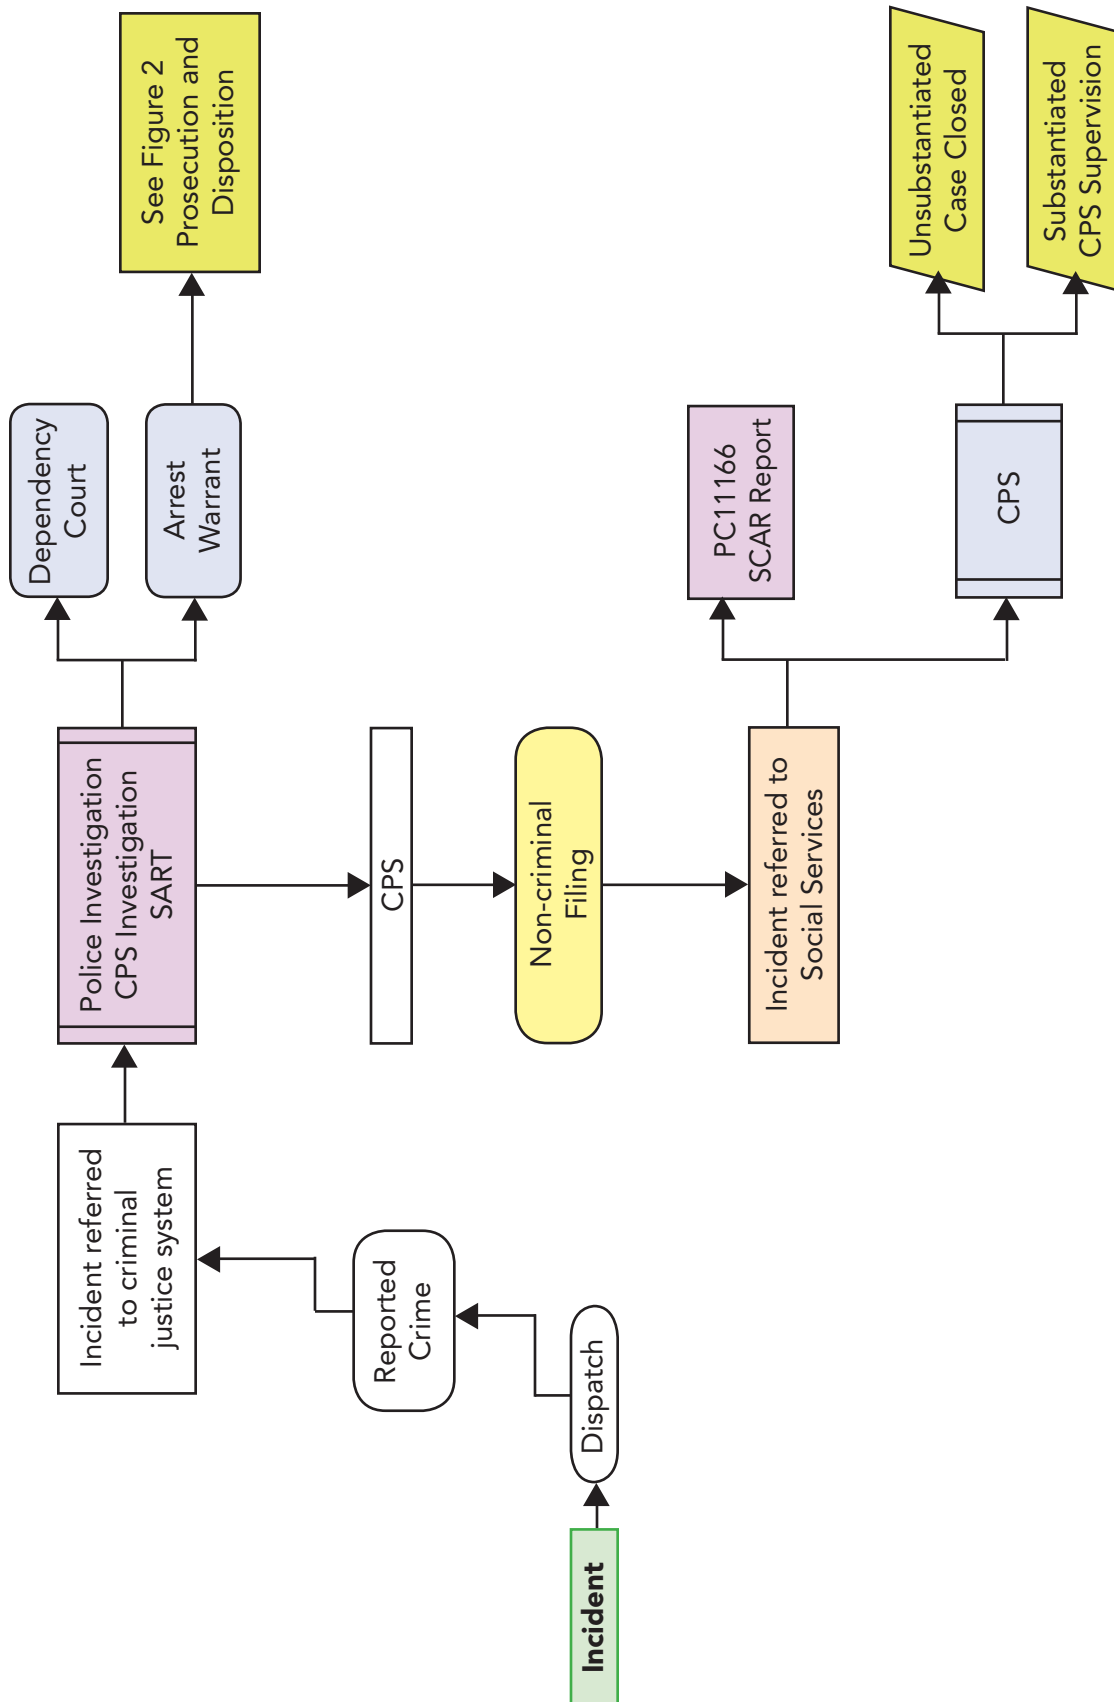 Incident
Dispatch
Reported
Crime
Incident referred
to criminal
justice system
Police Investigation
CPS Investigation
SART
Dependency
Court
Arrest
Warrant
See Figure 2
Prosecution and
Disposition
CPS
Non-criminal
Filing
Incident referred to
Social Services
PC11166
SCAR Report
CPS
Unsubstantiated
Case Closed
Substantiated
CPS Supervision